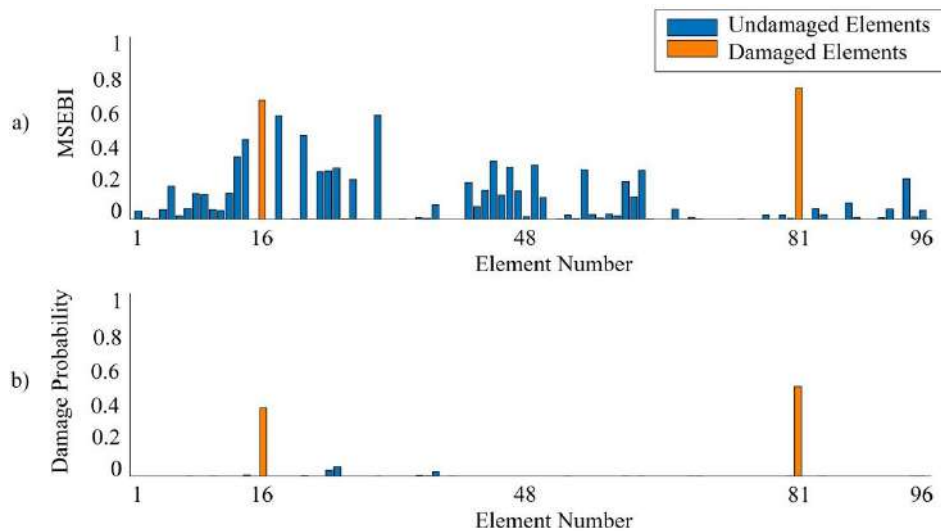 Undamaged Elements
Damaged Elements
a)
MSEBI
1
0.8
0.6
0.4
0.2
0
1 16 48 81 96
Element Number
b)
Damage Probability
1
0.8
0.6
0.4
0.2
0
1 16 48 81 96
Element Number